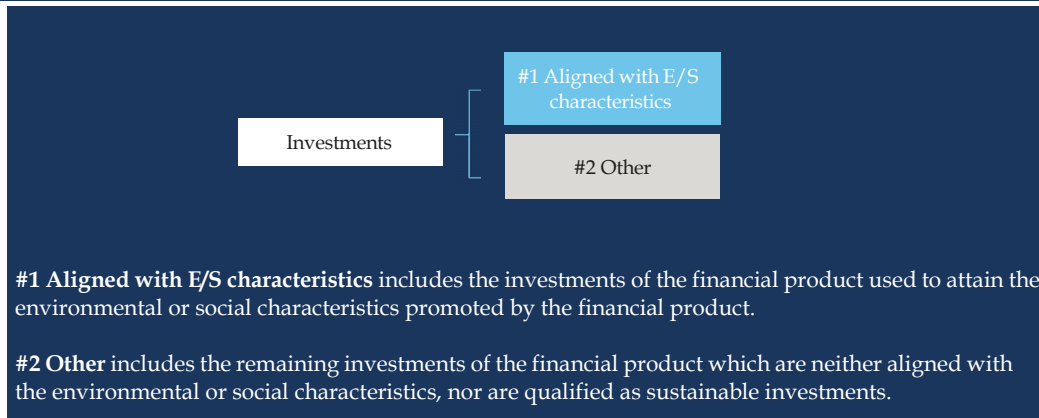 #1 Aligned with E/S
characteristics
Investments
#2 Other
#1 Aligned with E/S characteristics includes the investments of the financial product used to attain the
environmental or social characteristics promoted by the financial product.
#2 Other includes the remaining investments of the financial product which are neither aligned with
the environmental or social characteristics, nor are qualified as sustainable investments.